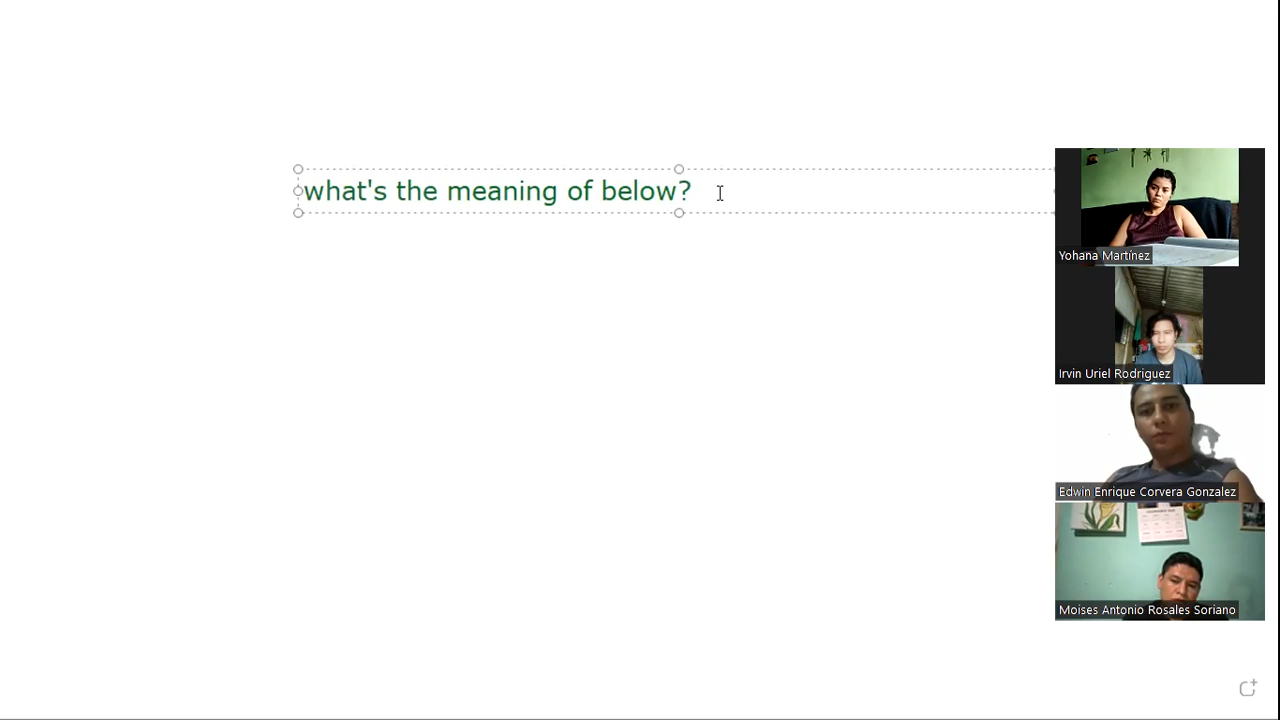 what's the meaning of below?
Yohana Martínez
Irvin Uriel Rodriguez
Edwin Enrique Corvera Gonzalez
Moises Antonio Rosales Soriano